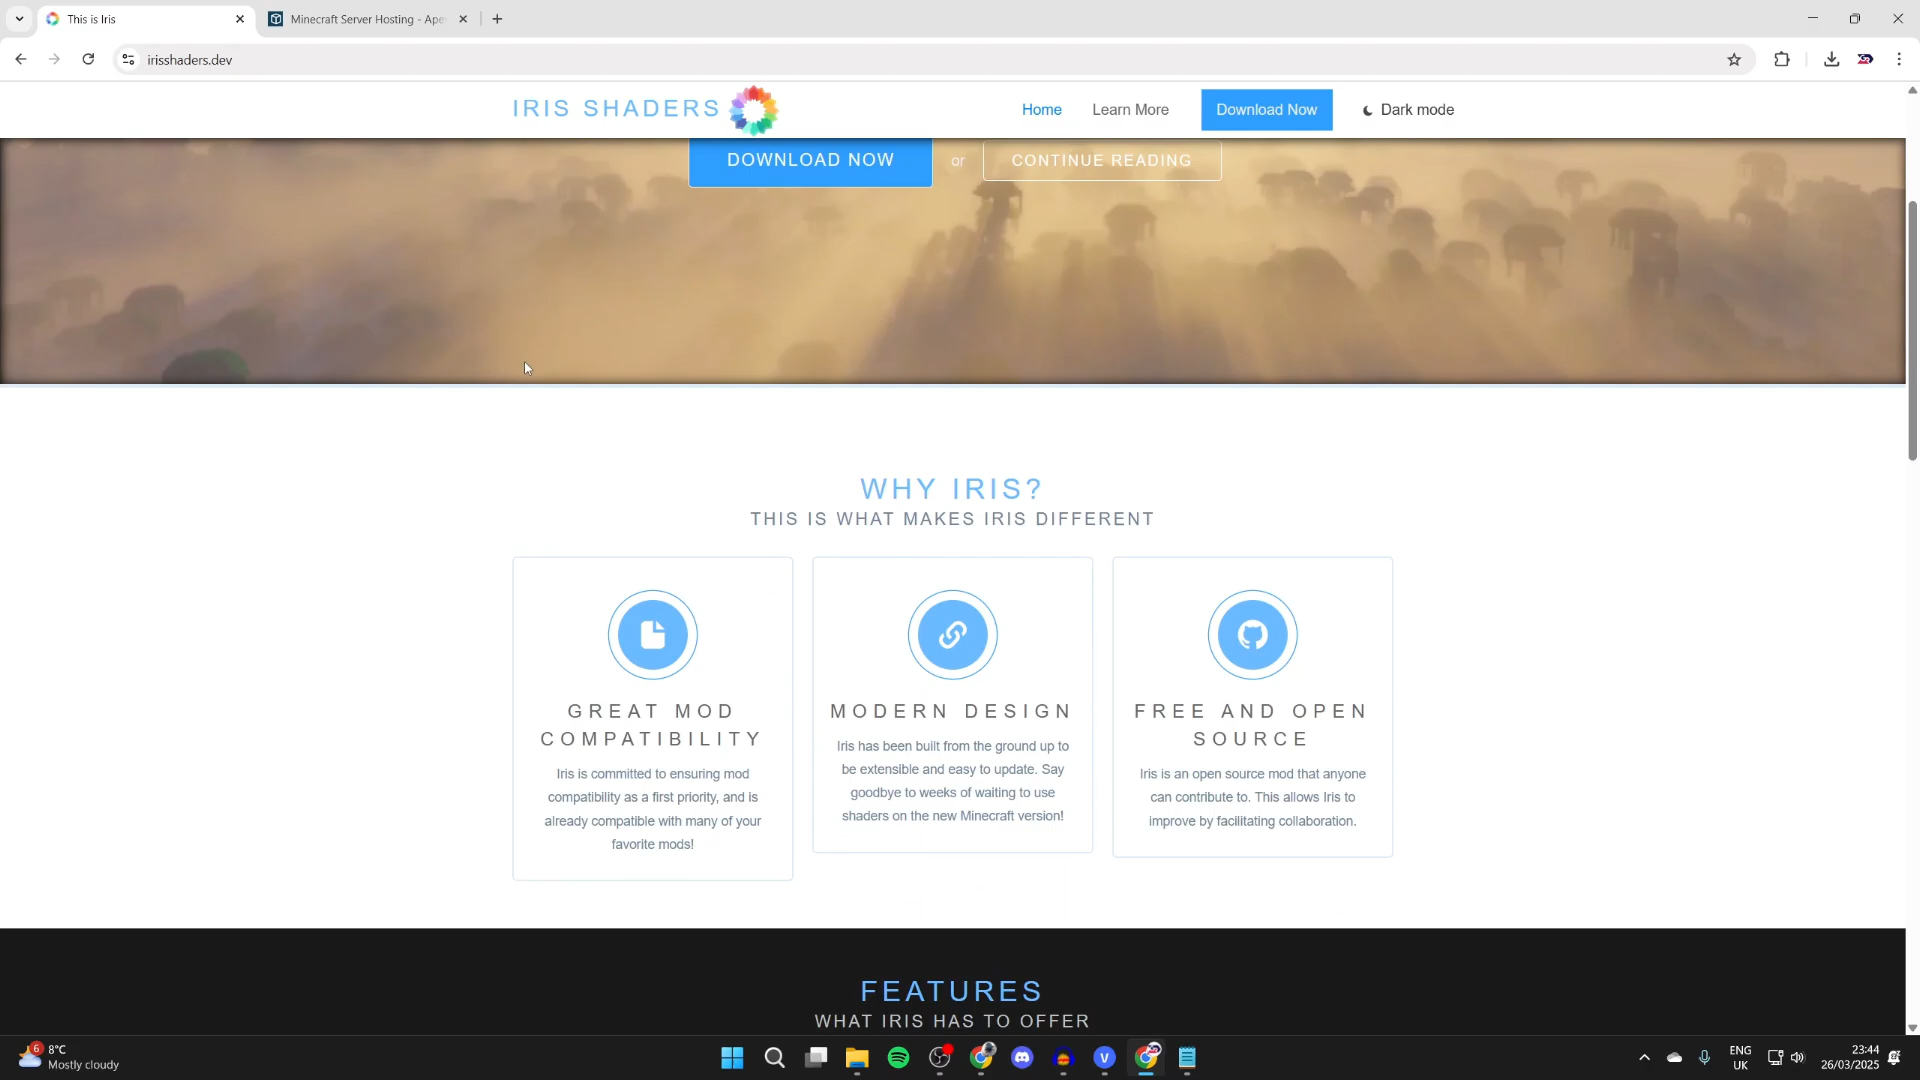 This is Iris
Minecraft Server Hosting - Ape
irisshaders.dev
IRIS SHADERS
Home
Learn More
Download Now
Dark mode
DOWNLOAD NOW
or
CONTINUE READING
WHY IRIS?
THIS IS WHAT MAKES IRIS DIFFERENT
GREAT MOD
COMPATIBILITY
Iris is committed to ensuring mod
compatibility as a first priority, and is
already compatible with many of your
favorite mods!
MODERN DESIGN
Iris has been built from the ground up to
be extensible and easy to update. Say
goodbye to weeks of waiting to use
shaders on the new Minecraft version!
FREE AND OPEN
SOURCE
Iris is an open source mod that anyone
can contribute to. This allows Iris to
improve by facilitating collaboration.
FEATURES
WHAT IRIS HAS TO OFFER
6
8°C
Mostly cloudy
V
ENG
UK
23:44
26/03/2025